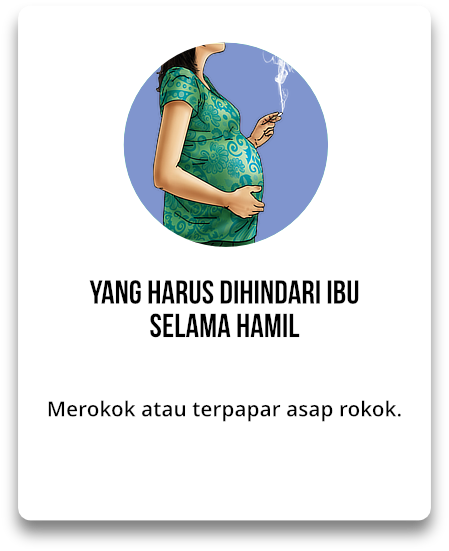 YANG HARUS DIHINDARI IBU
SELAMA HAMIL
Merokok atau terpapar asap rokok.